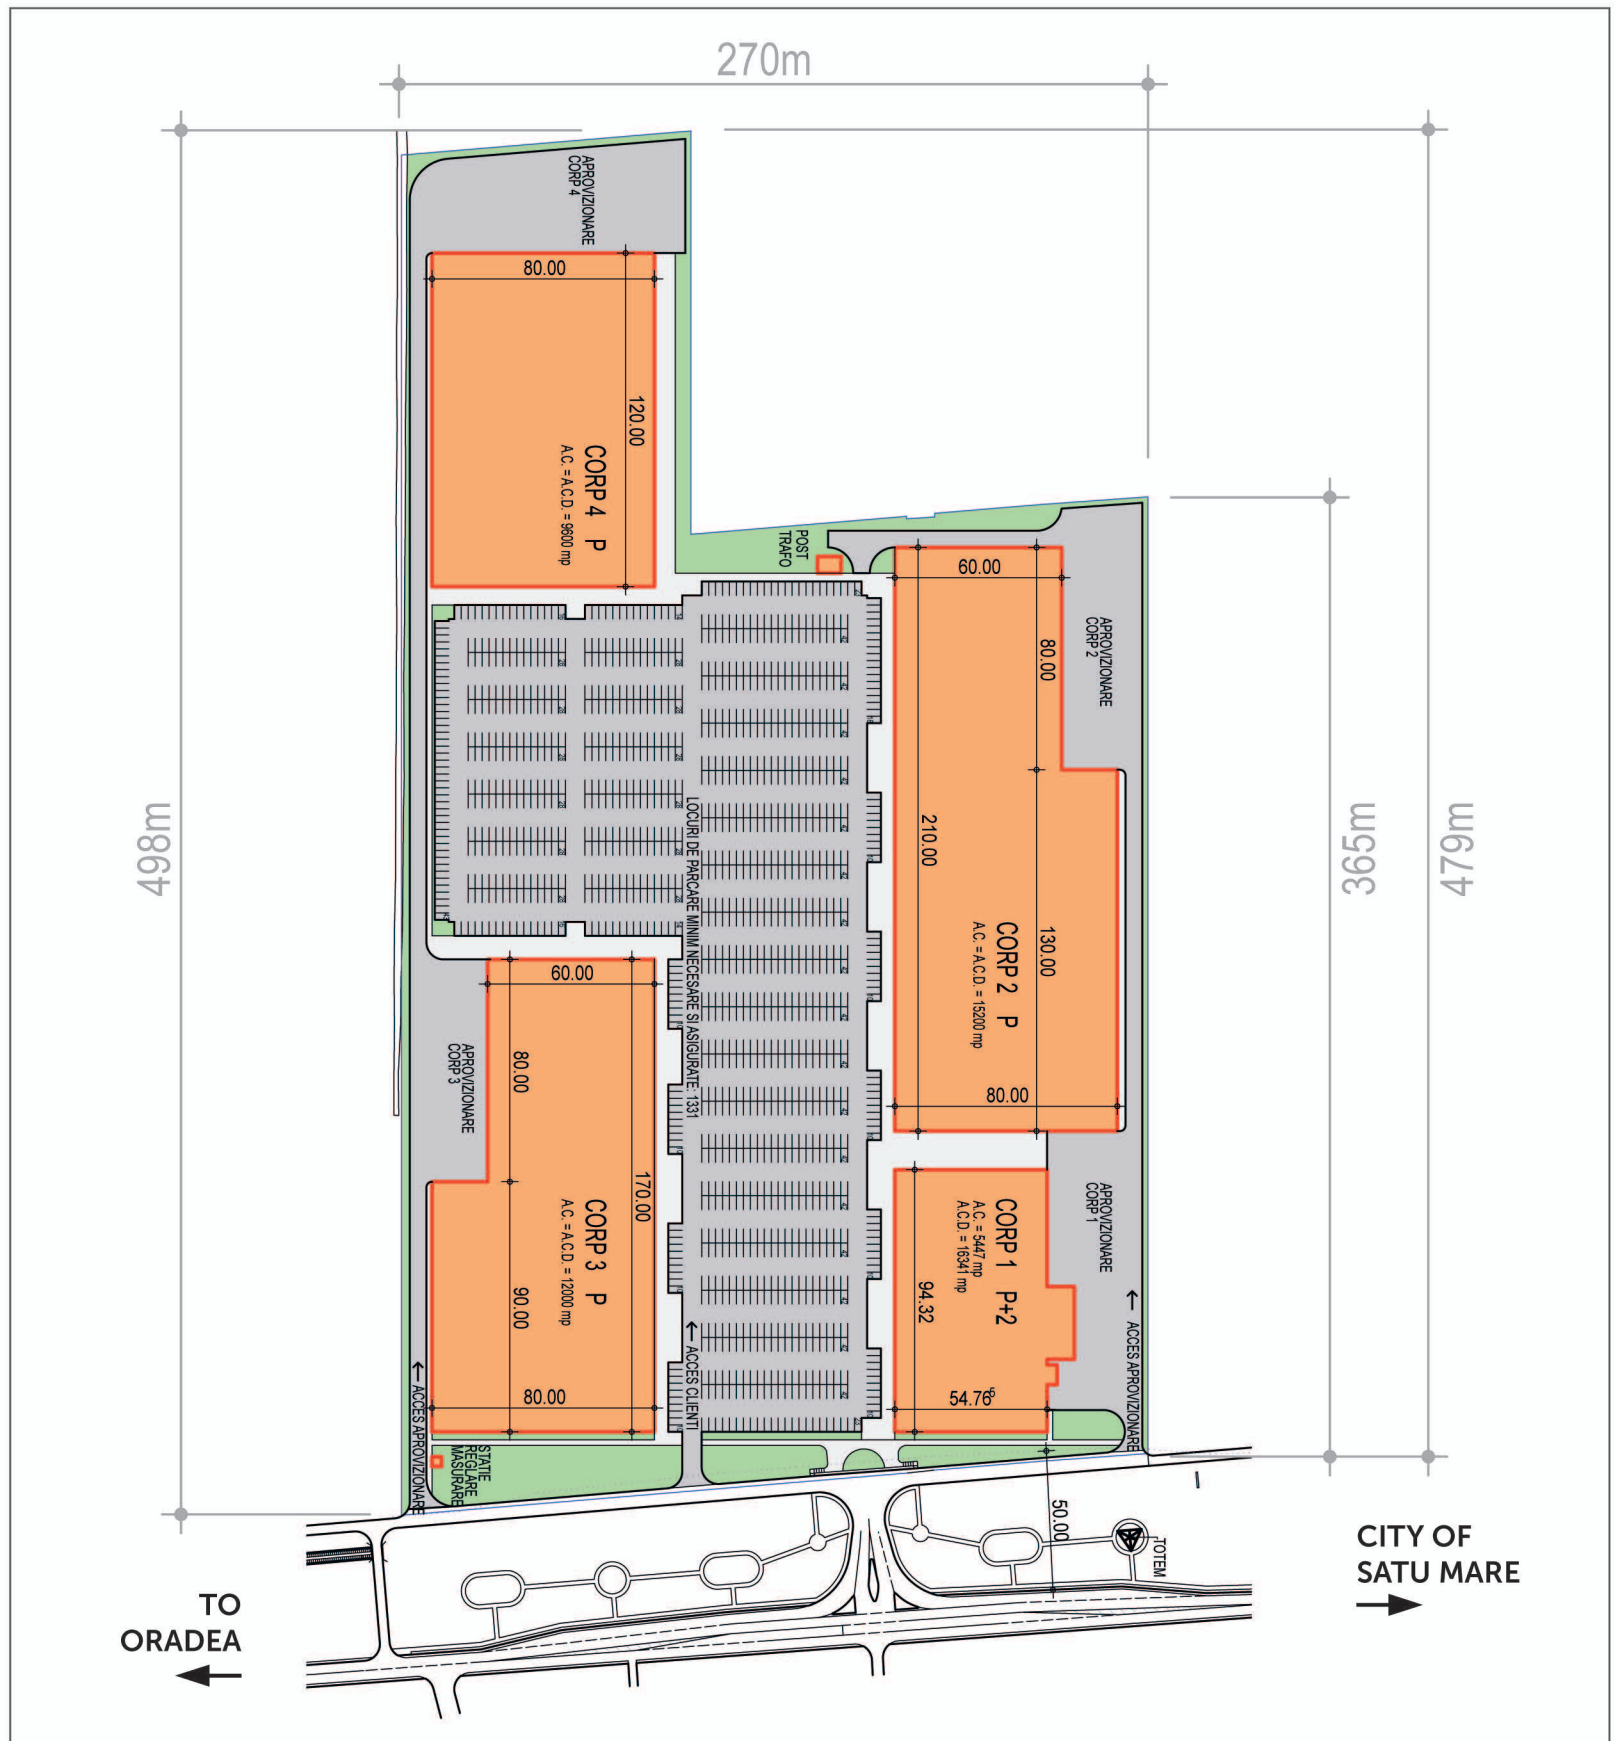 270m
498m
365m
479m
APROVIZIONARE
CORP 4
80.00
120.00
CORP 4 P
A.C. = A.C.D. = 9600 mp
POST
TRAFO
60.00
80.00
APROVIZIONARE
CORP 2
210.00
130.00
CORP 2 P
A.C. = A.C.D. = 15200 mp
80.00
LOCURI DE PARCARE MINIM NECESARE SI ASIGURATE: 1331
60.00
80.00
APROVIZIONARE
CORP 3
170.00
CORP 3 P
A.C. = A.C.D. = 12000 mp
90.00
80.00
APROVIZIONARE
CORP 1
CORP 1 P+2
A.C. = 5447 mp
A.C.D. = 16341 mp
94.32
54.76⁵
← ACCES APROVIZIONARE
← ACCES CLIENTI
← ACCES APROVIZIONARE
STATIE
REGLARE
MASURARE
50.00
TOTEM
CITY OF
SATU MARE
TO
ORADEA